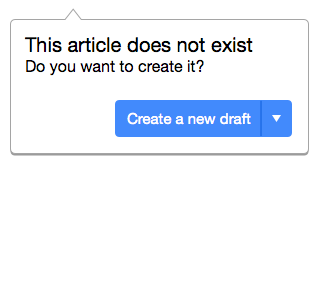 This article does not exist
Do you want to create it?
Create a new draft